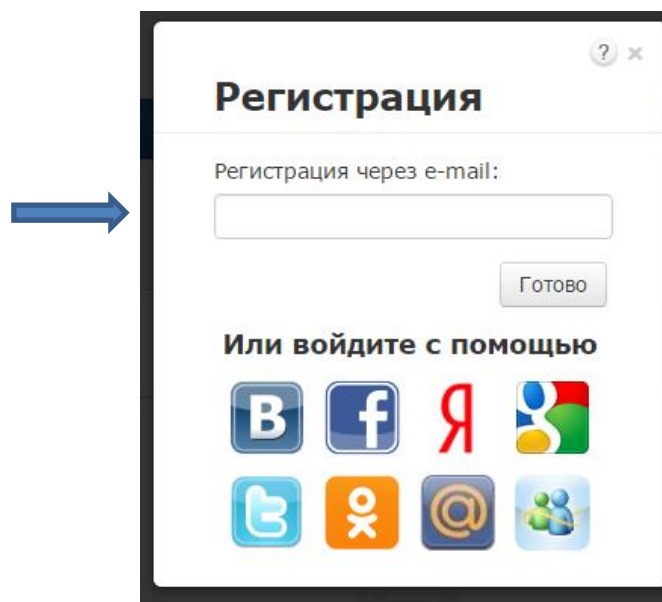 ?
Регистрация
Регистрация через e-mail:
Готово
Или войдите с помощью
В f Я g
t @